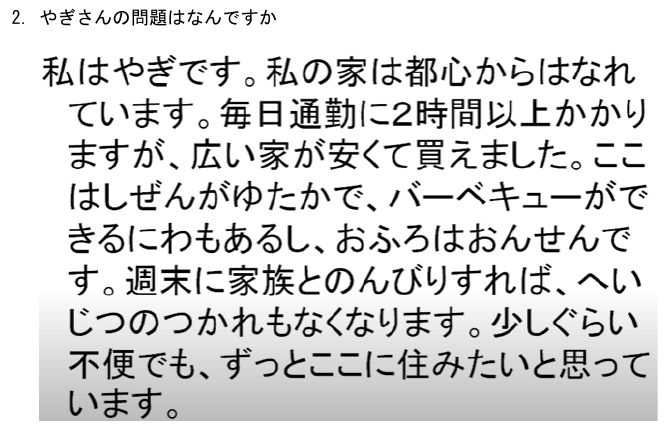 2. やぎさんの問題はなんですか
私はやぎです。私の家は都心からはなれ
ています。毎日通勤に2時間以上かかり
ますが、広い家が安くて買えました。ここ
はしぜんがゆたかで、バーベキューがで
きるにわもあるし、おふろはおんせんで
す。週末に家族とのんびりすれば、へい
じつのつかれもなくなります。少しぐらい
不便でも、ずっとここに住みたいと思って
います。